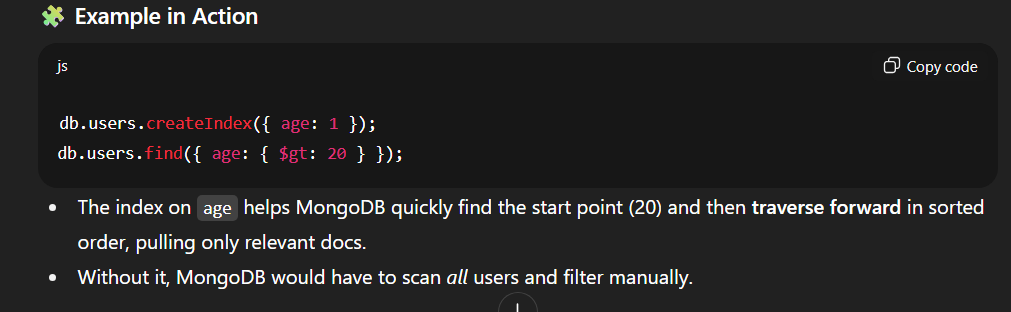 🧩 Example in Action
js
Copy code
db.users.createIndex({ age: 1 });
db.users.find({ age: { $gt: 20 } });
• The index on age helps MongoDB quickly find the start point (20) and then traverse forward in sorted
order, pulling only relevant docs.
• Without it, MongoDB would have to scan all users and filter manually.